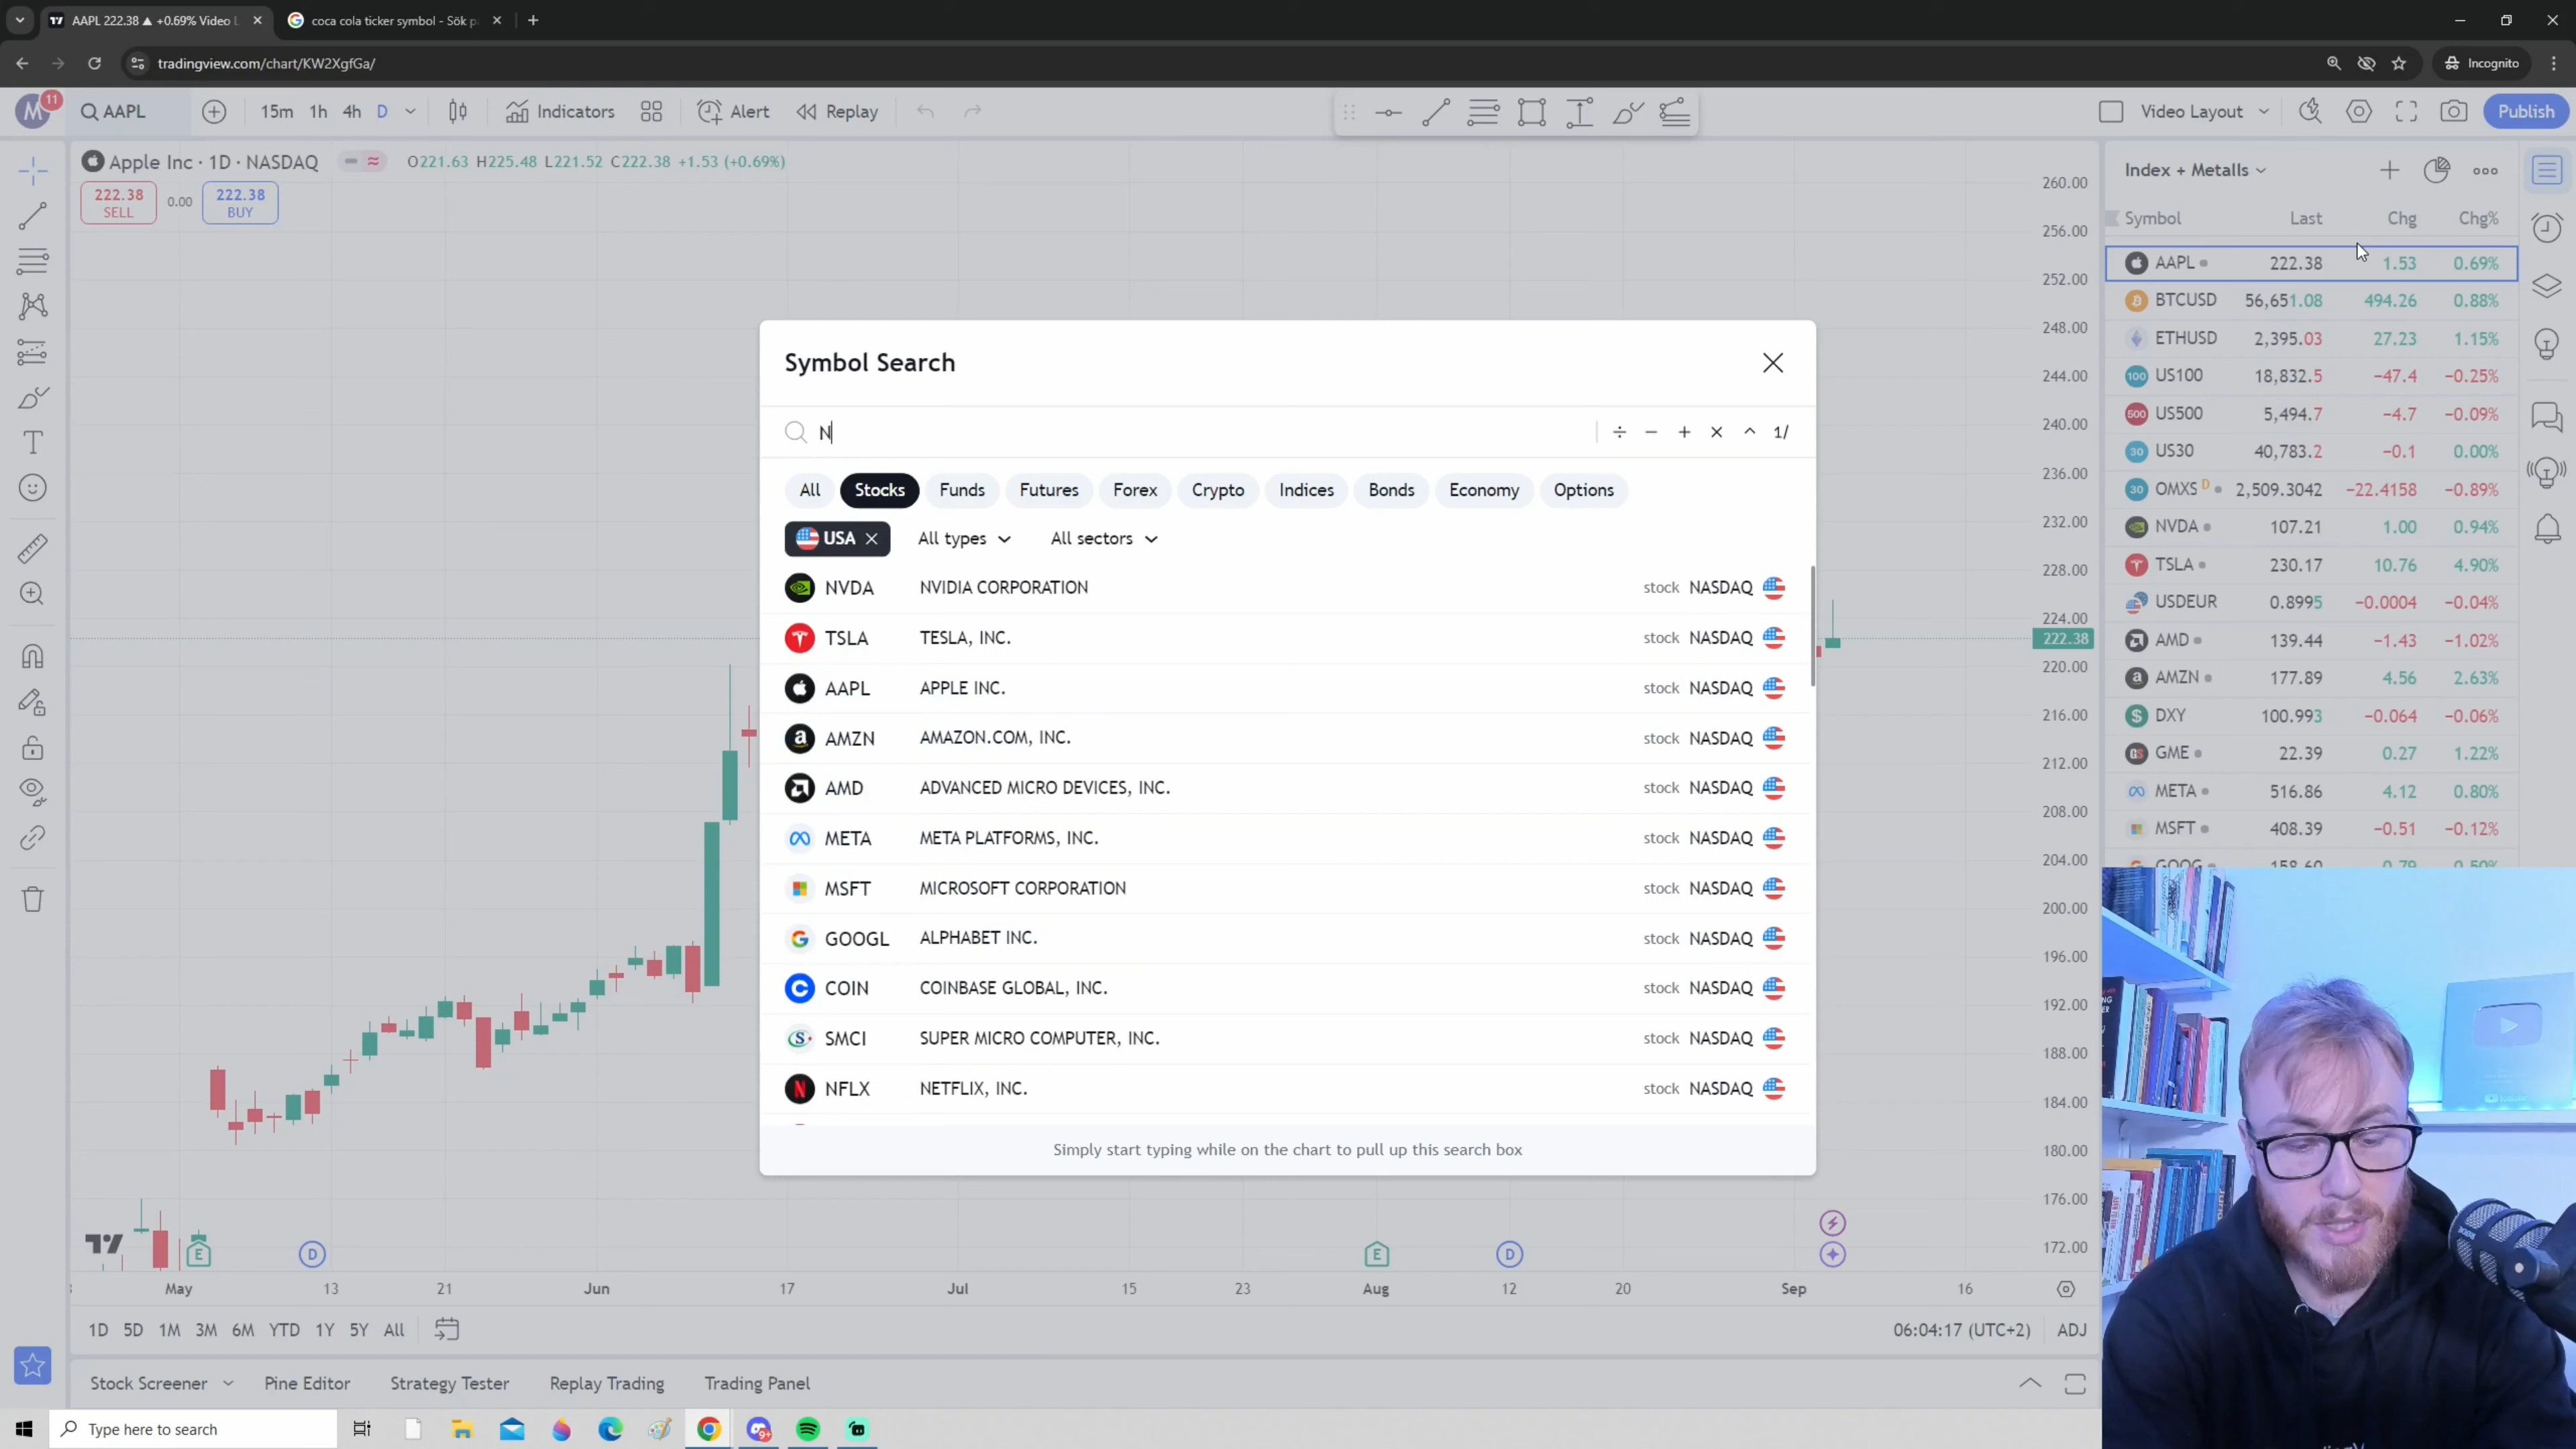 AAPL 222.38 ▲ +0.69% Video L
coca cola ticker symbol - Sök p
tradingview.com/chart/KW2XgfGa/
Incognito
M 11
AAPL
15m 1h 4h D
Indicators
Alert
Replay
Video Layout
Publish
Apple Inc · 1D · NASDAQ
O221.63 H225.48 L221.52 C222.38 +1.53 (+0.69%)
222.38 SELL
0.00
222.38 BUY
260.00
256.00
252.00
248.00
244.00
240.00
236.00
232.00
228.00
224.00
222.38
220.00
216.00
212.00
208.00
204.00
200.00
196.00
192.00
188.00
184.00
180.00
176.00
172.00
Index + Metalls
Symbol Last Chg Chg%
AAPL 222.38 1.53 0.69%
BTCUSD 56,651.08 494.26 0.88%
ETHUSD 2,395.03 27.23 1.15%
US100 18,832.5 −47.4 −0.25%
US500 5,494.7 −4.7 −0.09%
US30 40,783.2 −0.1 0.00%
OMXS D 2,509.3042 −22.4158 −0.89%
NVDA 107.21 1.00 0.94%
TSLA 230.17 10.76 4.90%
USDEUR 0.8995 −0.0004 −0.04%
AMD 139.44 −1.43 −1.02%
AMZN 177.89 4.56 2.63%
DXY 100.993 −0.064 −0.06%
GME 22.39 0.27 1.22%
META 516.86 4.12 0.80%
MSFT 408.39 −0.51 −0.12%
GOOG 158.60 0.79 0.50%
Symbol Search
N
÷ − + × ^ 1/
All Stocks Funds Futures Forex Crypto Indices Bonds Economy Options
USA All types All sectors
NVDA NVIDIA CORPORATION stock NASDAQ
TSLA TESLA, INC. stock NASDAQ
AAPL APPLE INC. stock NASDAQ
AMZN AMAZON.COM, INC. stock NASDAQ
AMD ADVANCED MICRO DEVICES, INC. stock NASDAQ
META META PLATFORMS, INC. stock NASDAQ
MSFT MICROSOFT CORPORATION stock NASDAQ
GOOGL ALPHABET INC. stock NASDAQ
COIN COINBASE GLOBAL, INC. stock NASDAQ
SMCI SUPER MICRO COMPUTER, INC. stock NASDAQ
NFLX NETFLIX, INC. stock NASDAQ
Simply start typing while on the chart to pull up this search box
E D E D
May 13 21 Jun 17 Jul 15 23 Aug 12 20 Sep 16
1D 5D 1M 3M 6M YTD 1Y 5Y All
06:04:17 (UTC+2) ADJ
Stock Screener Pine Editor Strategy Tester Replay Trading Trading Panel
Type here to search
9+